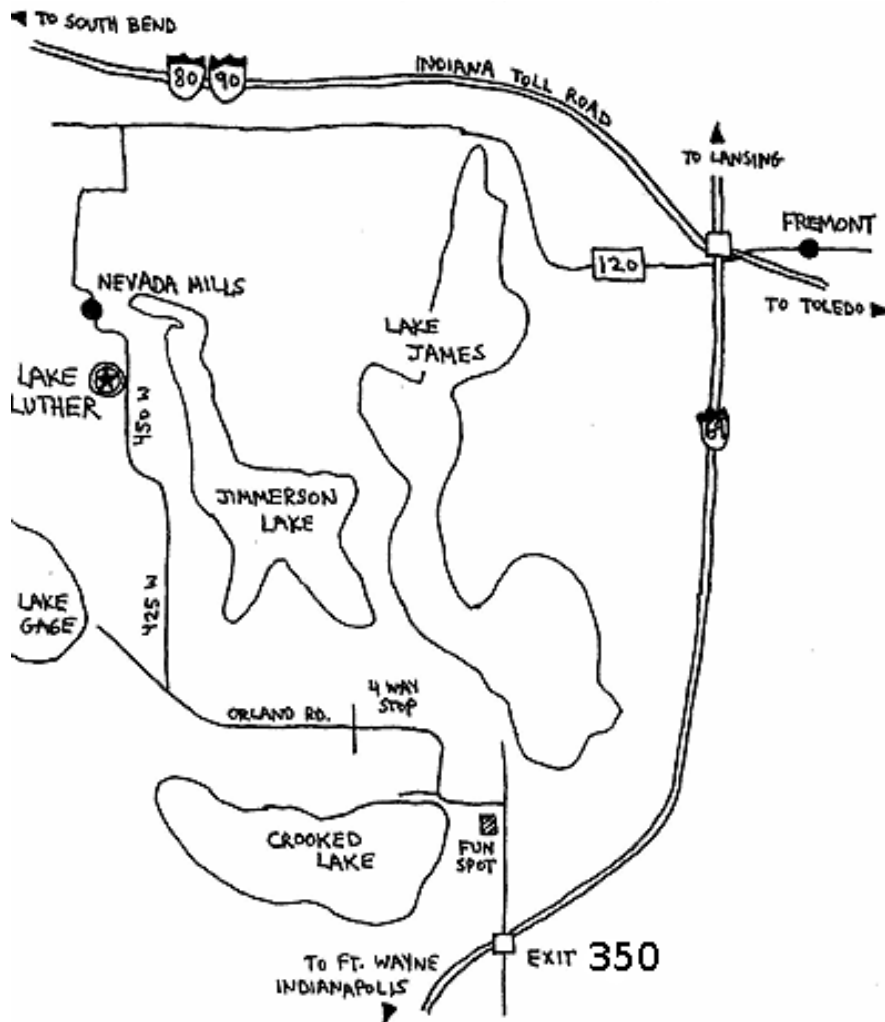 TO SOUTH BEND
80 90
INDIANA TOLL ROAD
TO LANSING
FREMONT
120
TO TOLEDO
NEVADA MILLS
LAKE
JAMES
LAKE
LUTHER
450 W
69
JIMMERSON
LAKE
425 W
LAKE
GAGE
4 WAY
STOP
ORLAND RD.
CROOKED
LAKE
FUN
SPOT
EXIT 350
TO FT. WAYNE
INDIANAPOLIS